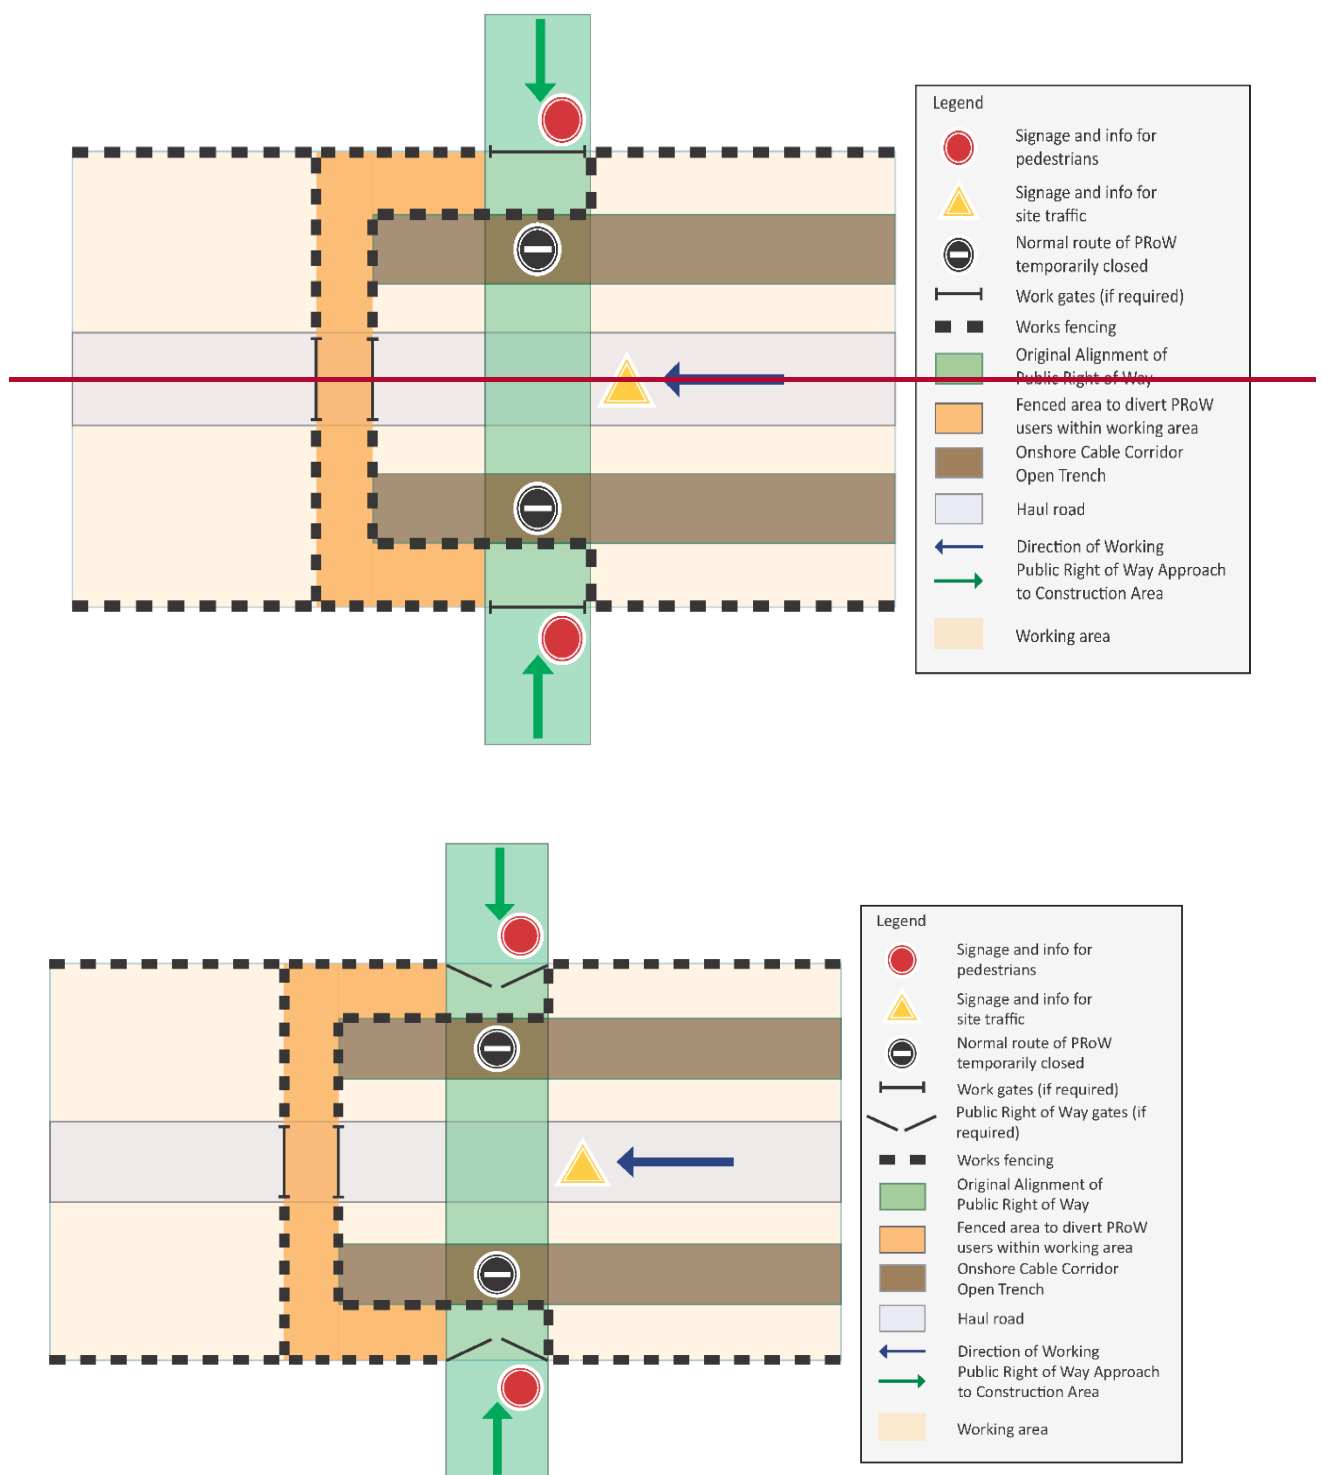 Legend
Signage and info for
pedestrians
Signage and info for
site traffic
Normal route of PRoW
temporarily closed
Work gates (if required)
Works fencing
Original Alignment of
Public Right of Way
Fenced area to divert PRoW
users within working area
Onshore Cable Corridor
Open Trench
Haul road
Direction of Working
Public Right of Way Approach
to Construction Area
Working area
Legend
Signage and info for
pedestrians
Signage and info for
site traffic
Normal route of PRoW
temporarily closed
Work gates (if required)
Public Right of Way gates (if
required)
Works fencing
Original Alignment of
Public Right of Way
Fenced area to divert PRoW
users within working area
Onshore Cable Corridor
Open Trench
Haul road
Direction of Working
Public Right of Way Approach
to Construction Area
Working area